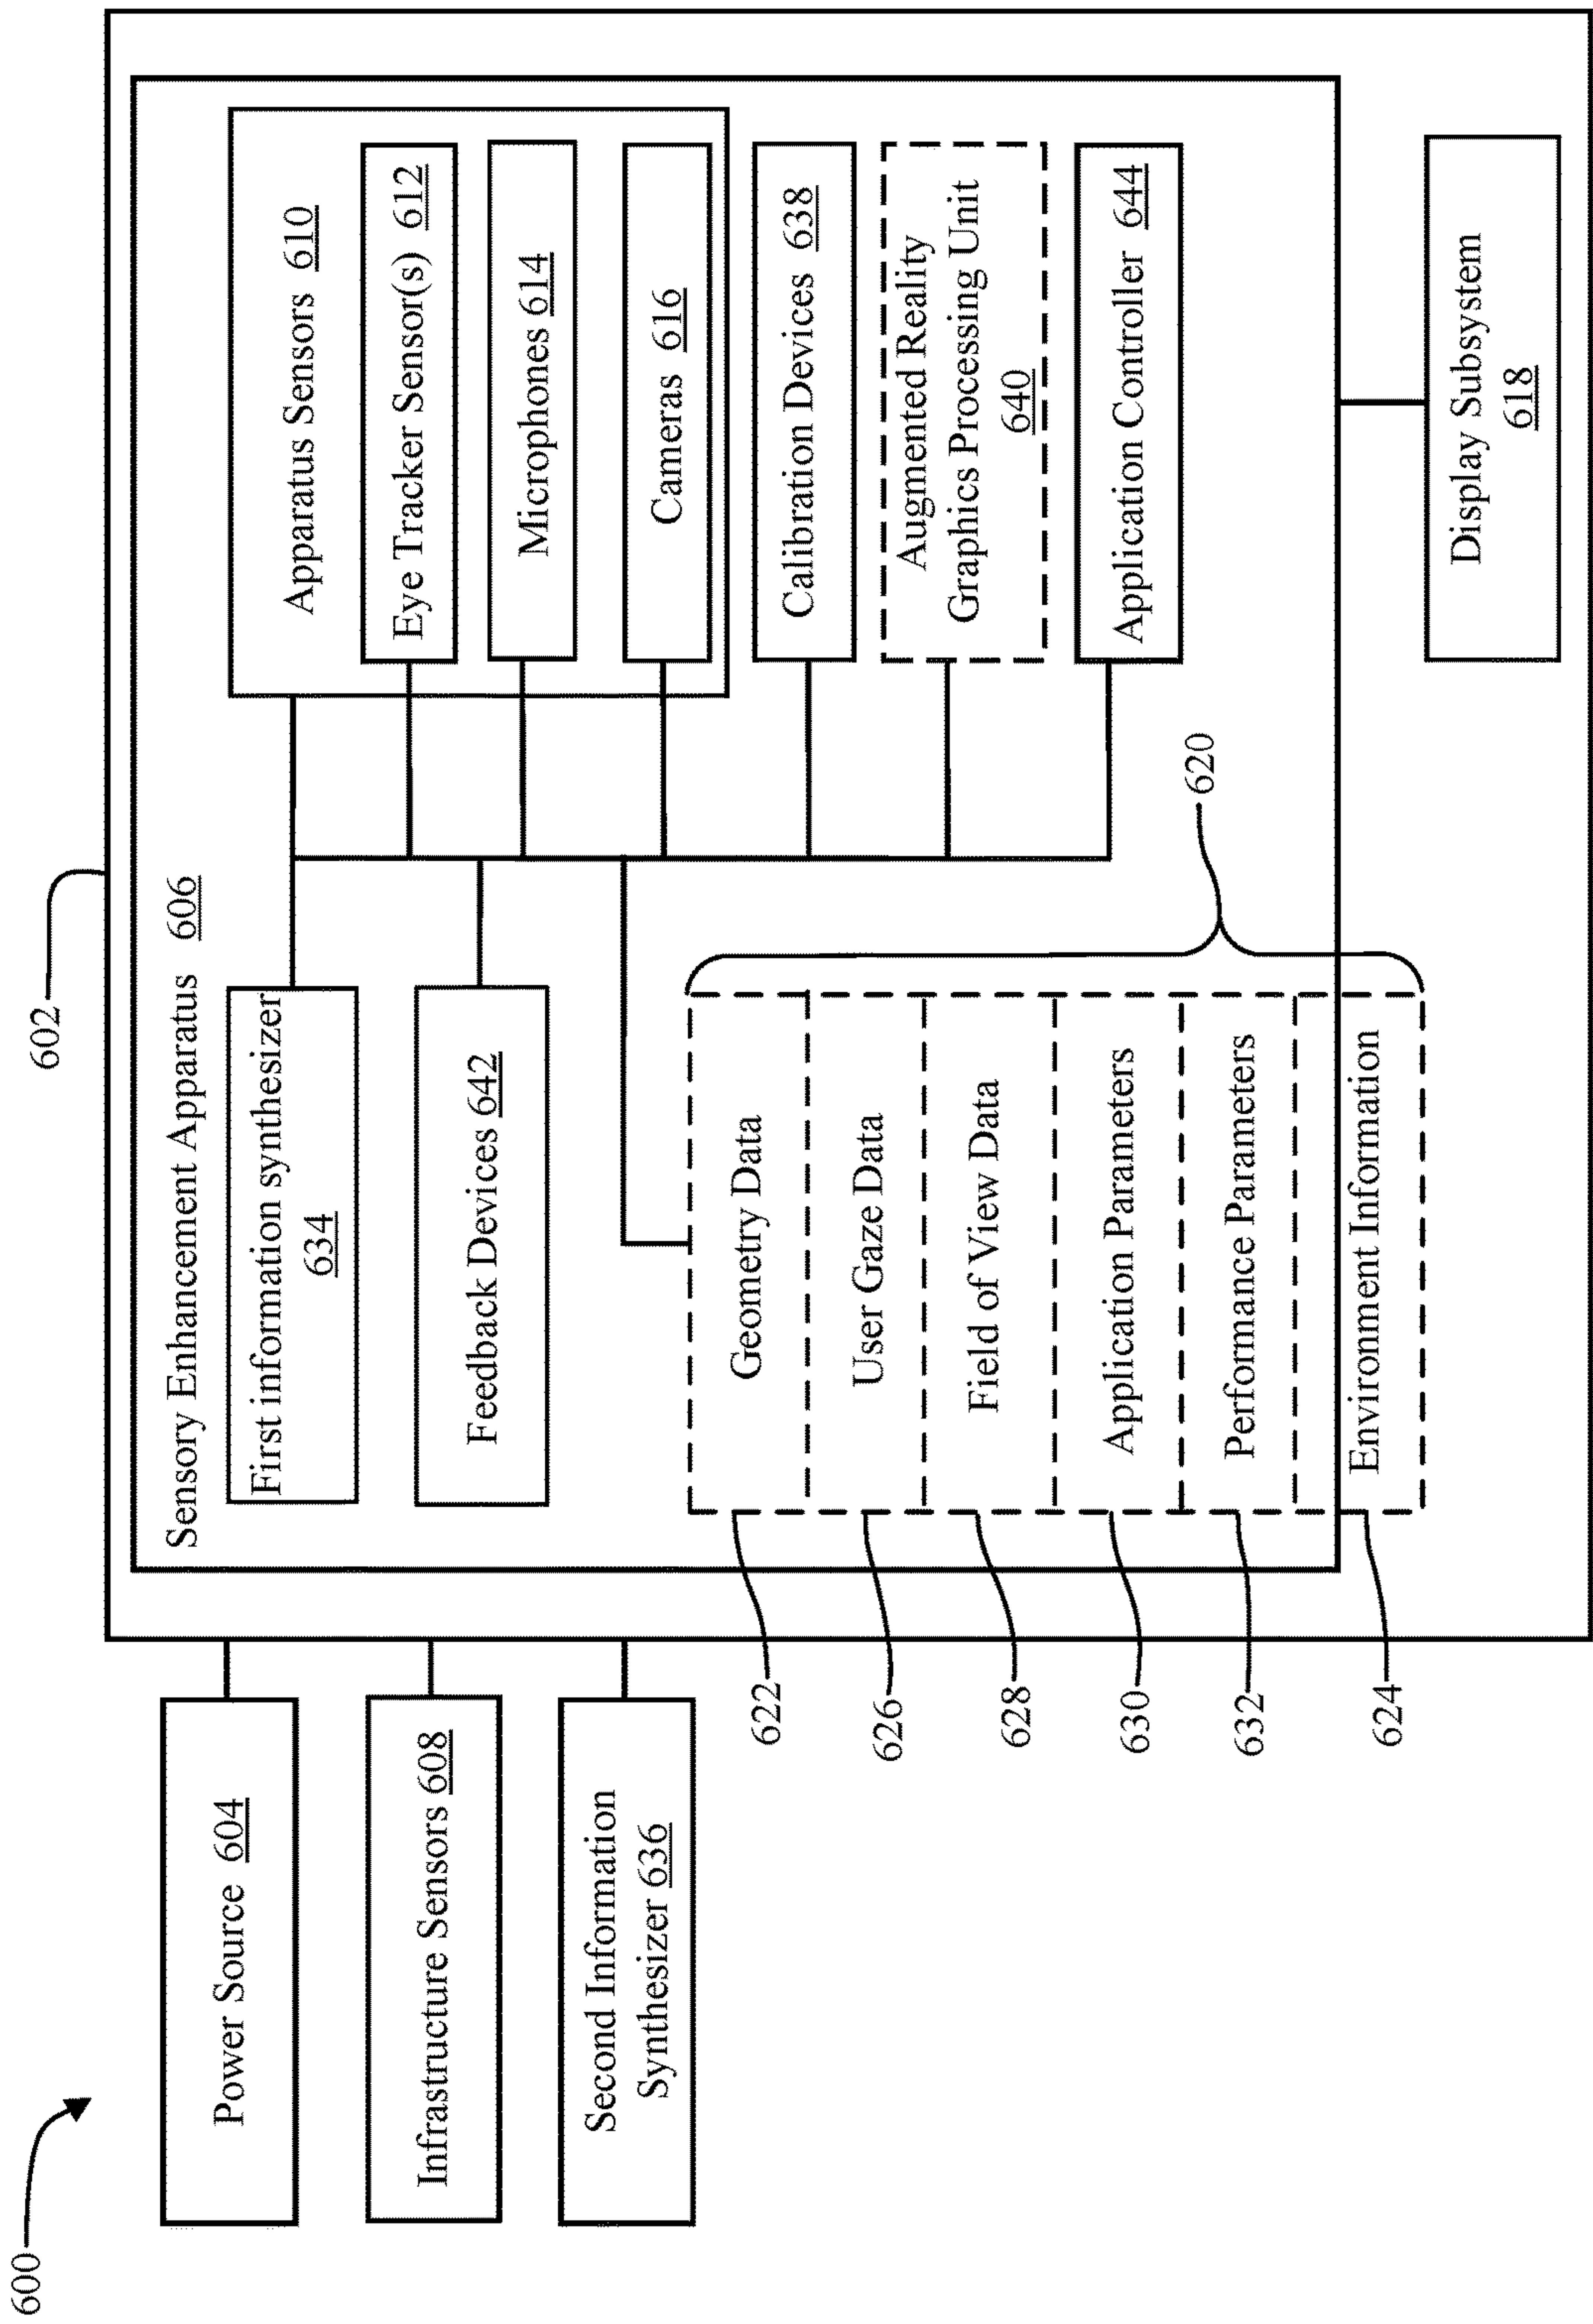 600
602
Power Source 604
Infrastructure Sensors 608
Second Information
Synthesizer 636
Sensory Enhancement Apparatus 606
First information synthesizer
634
Feedback Devices 642
Apparatus Sensors 610
Eye Tracker Sensor(s) 612
Microphones 614
Cameras 616
Calibration Devices 638
Augmented Reality
Graphics Processing Unit
640
Application Controller 644
620
622
Geometry Data
626
User Gaze Data
628
Field of View Data
630
Application Parameters
632
Performance Parameters
624
Environment Information
Display Subsystem
618